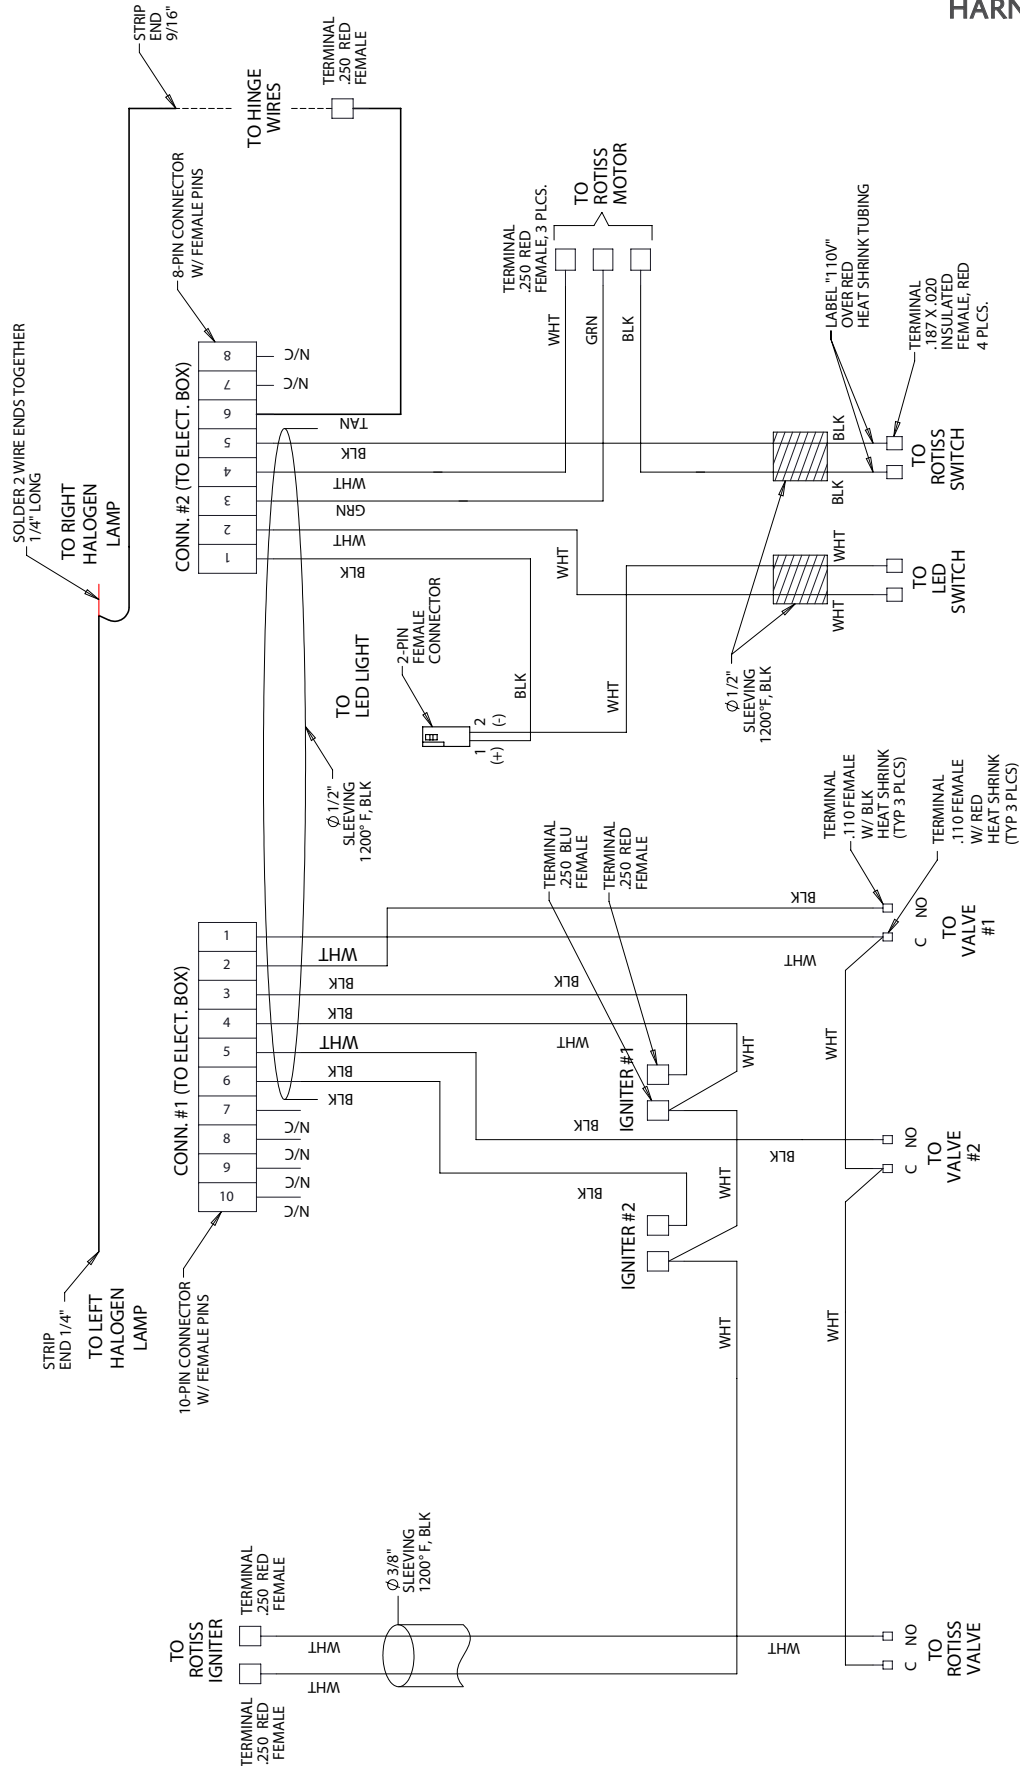 HARN
STRIP
END
9/16"
TERMINAL
.250 RED
FEMALE
TO HINGE
WIRES
8-PIN CONNECTOR
W/ FEMALE PINS
SOLDER 2 WIRE ENDS TOGETHER
1/4" LONG
TO RIGHT
HALOGEN
LAMP
CONN. #2 (TO ELECT. BOX)
8
7
6
5
4
3
2
1
N/C
N/C
TAN
BLK
WHT
GRN
WHT
BLK
TERMINAL
.250 RED
FEMALE, 3 PLCS.
TO
ROTISS
MOTOR
WHT
GRN
BLK
LABEL "110V"
OVER RED
HEAT SHRINK TUBING
TERMINAL
.187 X .020
INSULATED
FEMALE, RED
4 PLCS.
BLK
BLK
TO
ROTISS
SWITCH
WHT
WHT
WHT
TO
LED
SWITCH
Ø 1/2"
SLEEVING
1200°F, BLK
TO
LED LIGHT
2-PIN
FEMALE
CONNECTOR
1
(+)
2
(-)
BLK
WHT
Ø 1/2"
SLEEVING
1200° F, BLK
STRIP
END 1/4"
TO LEFT
HALOGEN
LAMP
10-PIN CONNECTOR
W/ FEMALE PINS
CONN. #1 (TO ELECT. BOX)
1
2
3
4
5
6
7
8
9
10
WHT
BLK
BLK
WHT
BLK
BLK
N/C
N/C
N/C
N/C
TERMINAL
.250 BLU
FEMALE
TERMINAL
.250 RED
FEMALE
BLK
WHT
BLK
BLK
IGNITER #1
IGNITER #2
WHT
WHT
WHT
BLK
WHT
BLK
TERMINAL
.110 FEMALE
W/ BLK
HEAT SHRINK
(TYP 3 PLCS)
TERMINAL
.110 FEMALE
W/ RED
HEAT SHRINK
(TYP 3 PLCS)
C NO
TO
VALVE
#1
WHT
C NO
TO
VALVE
#2
WHT
TO
ROTISS
IGNITER
TERMINAL
.250 RED
FEMALE
TERMINAL
.250 RED
FEMALE
Ø 3/8"
SLEEVING
1200° F, BLK
WHT
WHT
WHT
C NO
TO
ROTISS
VALVE